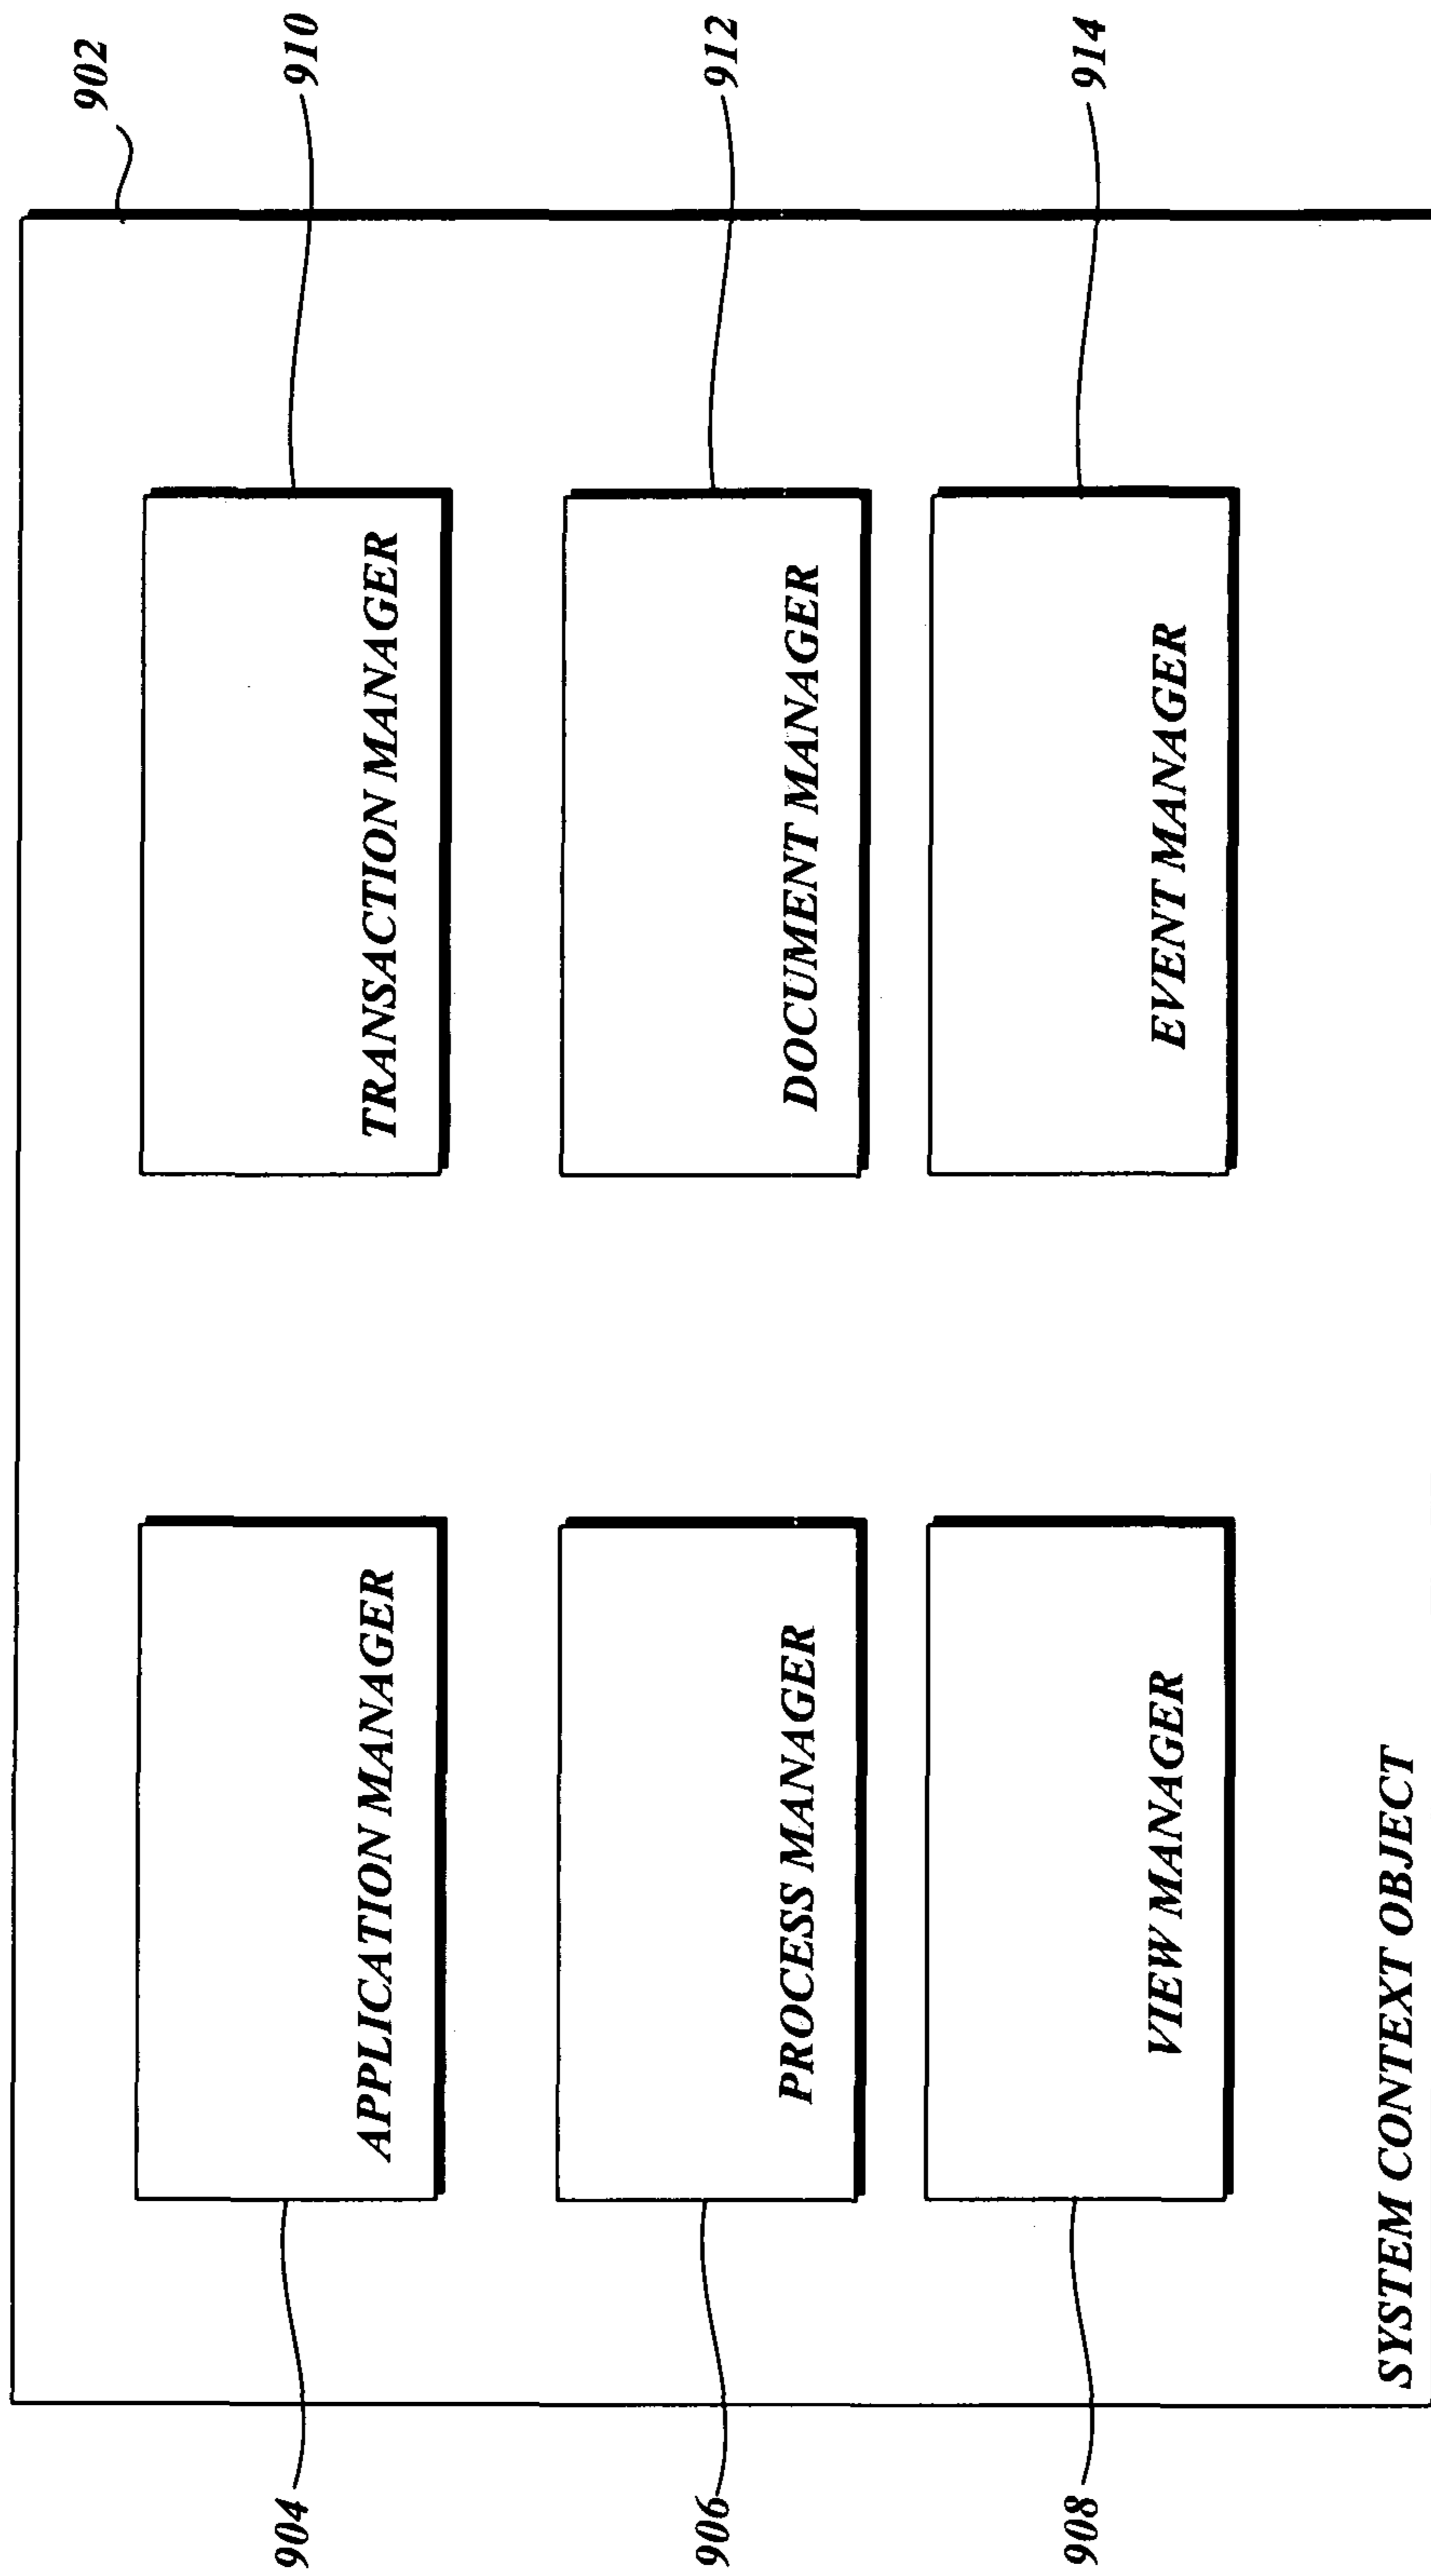 902
904
APPLICATION MANAGER
TRANSACTION MANAGER
910
906
PROCESS MANAGER
DOCUMENT MANAGER
912
908
VIEW MANAGER
EVENT MANAGER
914
SYSTEM CONTEXT OBJECT